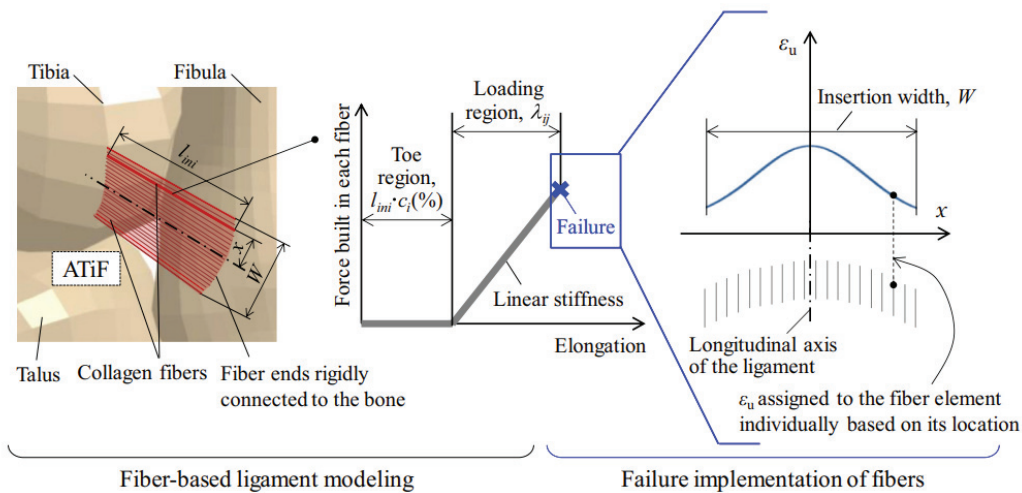 Tibia
Fibula
l_ini
x
W
ATiF
Talus
Collagen fibers
Fiber ends rigidly
connected to the bone
Force built in each fiber
Toe
region,
l_ini·c_i(%)
Loading
region, λ_ij
Failure
Linear stiffness
Elongation
ε_u
Insertion width, W
x
Longitudinal axis
of the ligament
ε_u assigned to the fiber element
individually based on its location
Fiber-based ligament modeling
Failure implementation of fibers